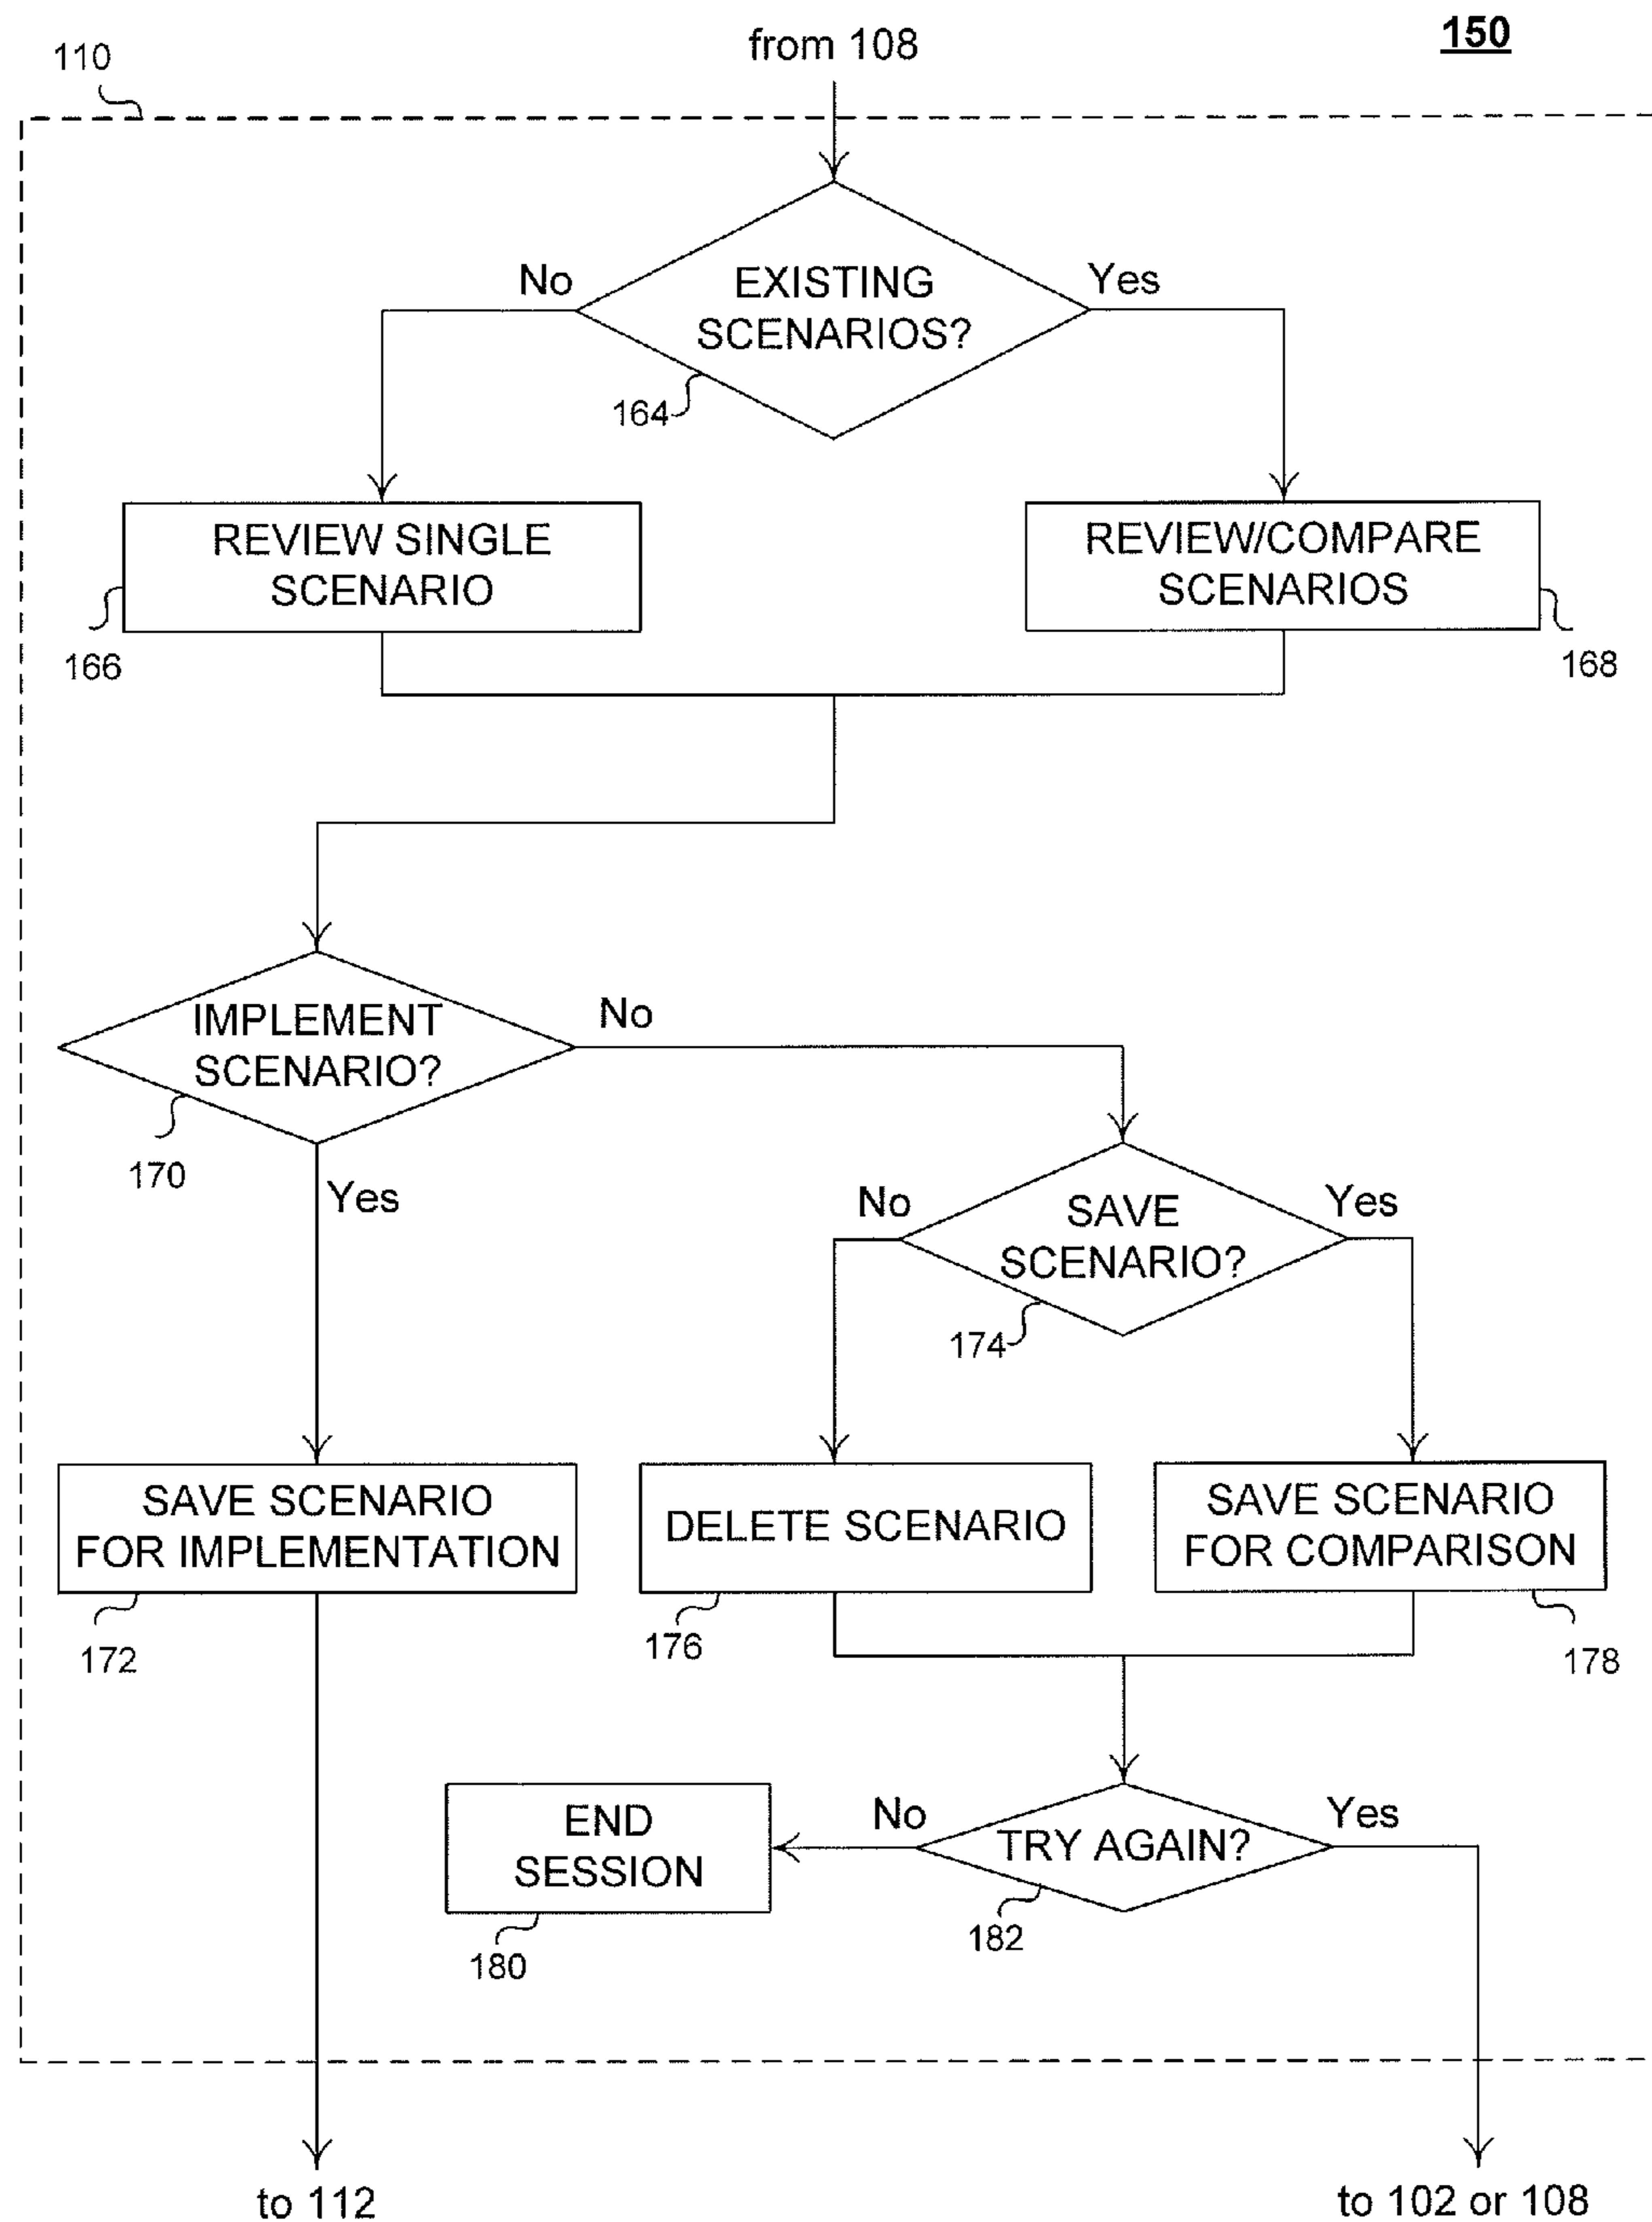 150
from 108
110
No
EXISTING
SCENARIOS?
Yes
164
REVIEW SINGLE
SCENARIO
REVIEW/COMPARE
SCENARIOS
166
168
IMPLEMENT
SCENARIO?
No
170
Yes
No
SAVE
SCENARIO?
Yes
174
SAVE SCENARIO
FOR IMPLEMENTATION
DELETE SCENARIO
SAVE SCENARIO
FOR COMPARISON
172
176
178
END
SESSION
No
TRY AGAIN?
Yes
180
182
to 112
to 102 or 108